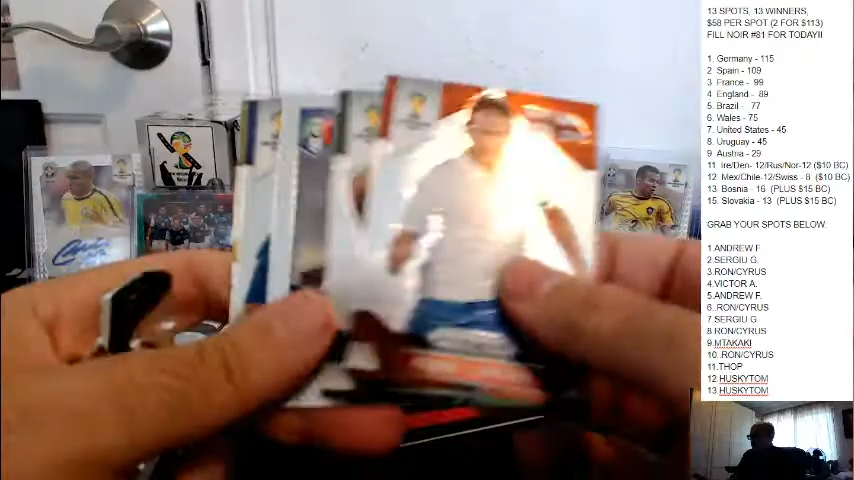 13 SPOTS, 13 WINNERS,
$58 PER SPOT (2 FOR $113)
FILL NOIR #81 FOR TODAY!!
1. Germany - 115
2 Spain - 109
3 France - 99
4 England - 89
5. Brazil - 77
6. Wales - 75
7. United States - 45
8. Uruguay - 45
9 Austria - 29
11 Ire/Den- 12/Rus/Nor-12 ($10 BC)
12 Mex/Chile-12/Swiss - 8 ($10 BC)
13 Bosnia - 16 (PLUS $15 BC)
15 Slovakia - 13 (PLUS $15 BC)
GRAB YOUR SPOTS BELOW:
1.ANDREW F
2.SERGIU G.
3.RON/CYRUS
4.VICTOR A.
5.ANDREW F.
6..RON/CYRUS
7.SERGIU G
8.RON/CYRUS
9.MTAKAKI
10..RON/CYRUS
11.THOP
12.HUSKYTOM
13.HUSKYTOM